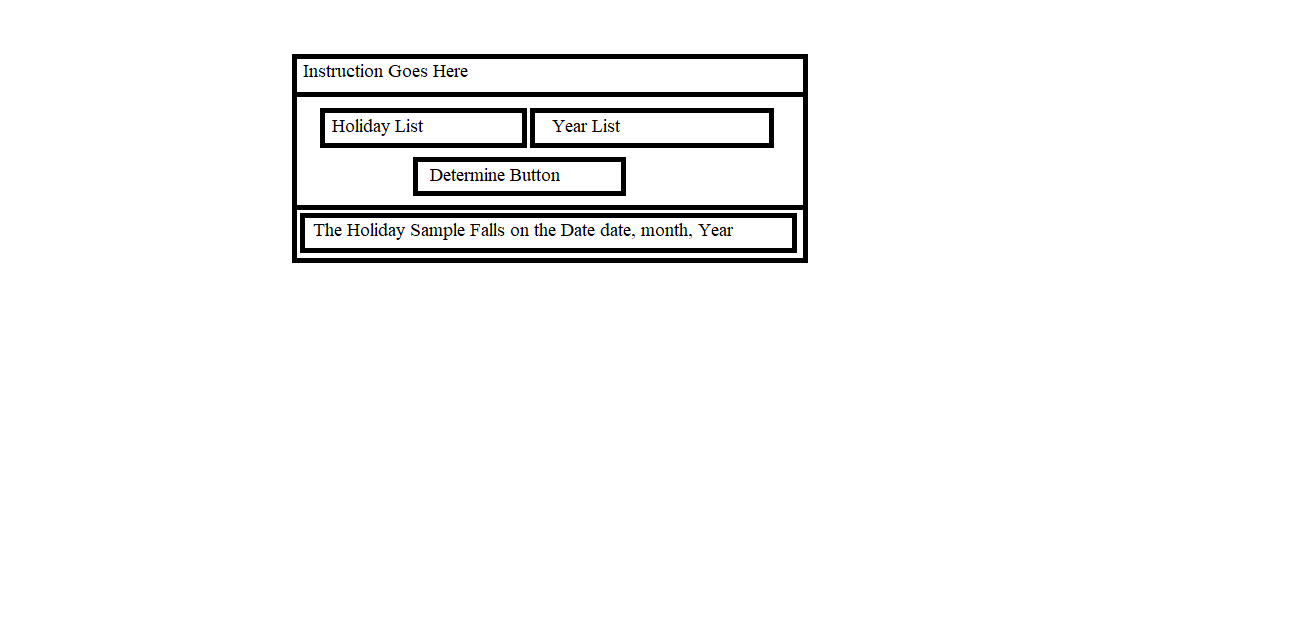 Instruction Goes Here
Holiday List
Year List
Determine Button
The Holiday Sample Falls on the Date date, month, Year